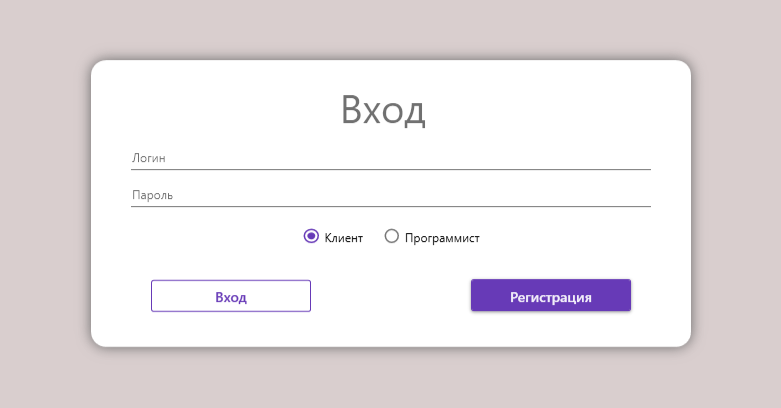 Вход
Логин
Пароль
Клиент Программист
Вход Регистрация